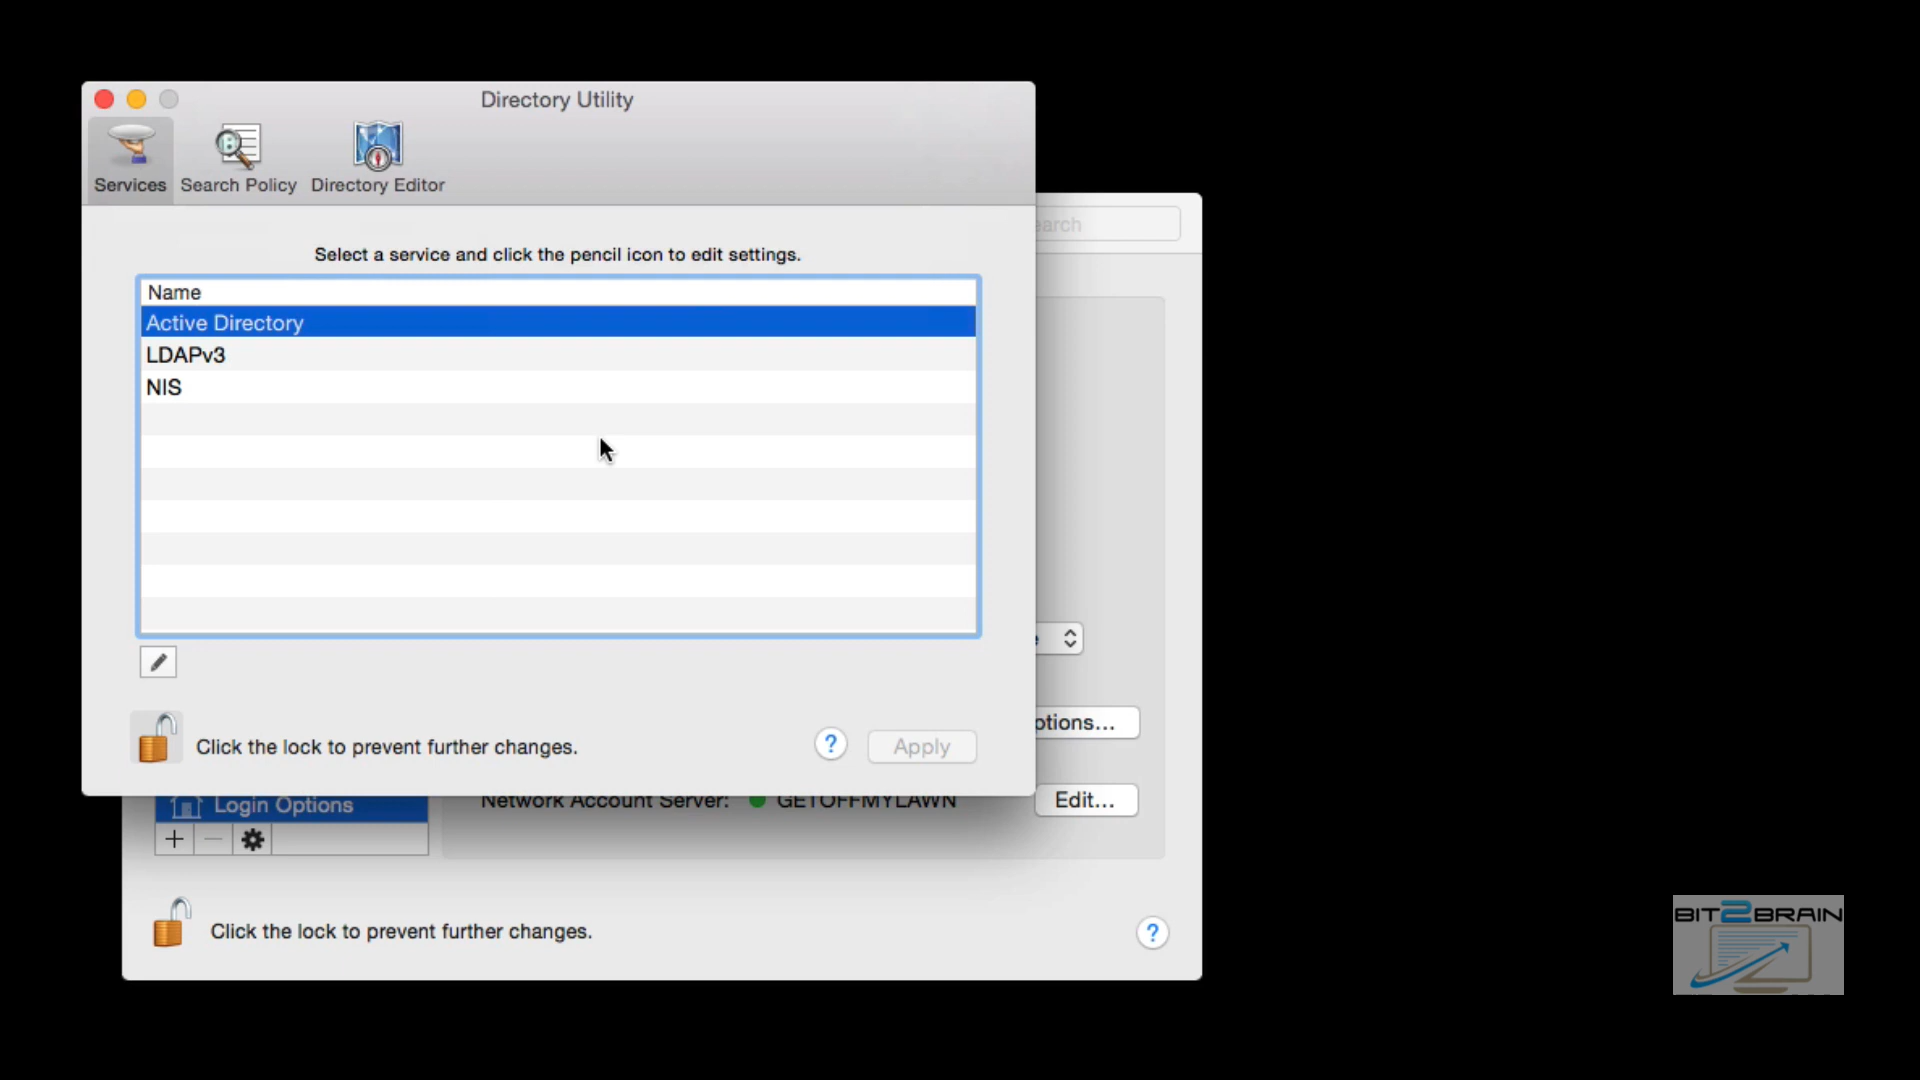 Directory Utility
Services
Search Policy
Directory Editor
Select a service and click the pencil icon to edit settings.
Name
Active Directory
LDAPv3
NIS
Click the lock to prevent further changes.
?
Apply
earch
ptions...
Login Options
Network Account Server:
GETOFFMYLAWN
Edit...
Click the lock to prevent further changes.
?
BIT2BRAIN